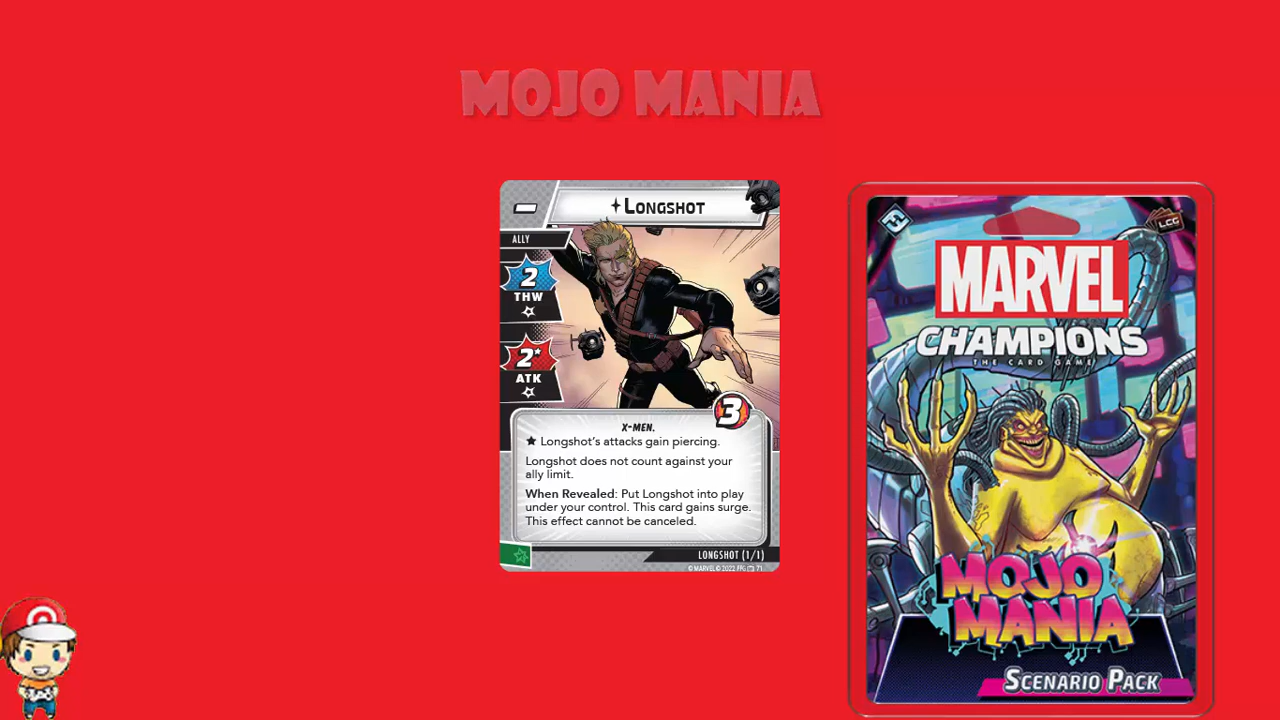 MOJO MANIA
LONGSHOT
ALLY
2
THW
2*
ATK
3
X-MEN.
★ Longshot's attacks gain piercing.
Longshot does not count against your
ally limit.
When Revealed: Put Longshot into play
under your control. This card gains surge.
This effect cannot be canceled.
LONGSHOT (1/1)
LCG
MARVEL
CHAMPIONS
THE CARD GAME
MOJO
MANIA
SCENARIO PACK